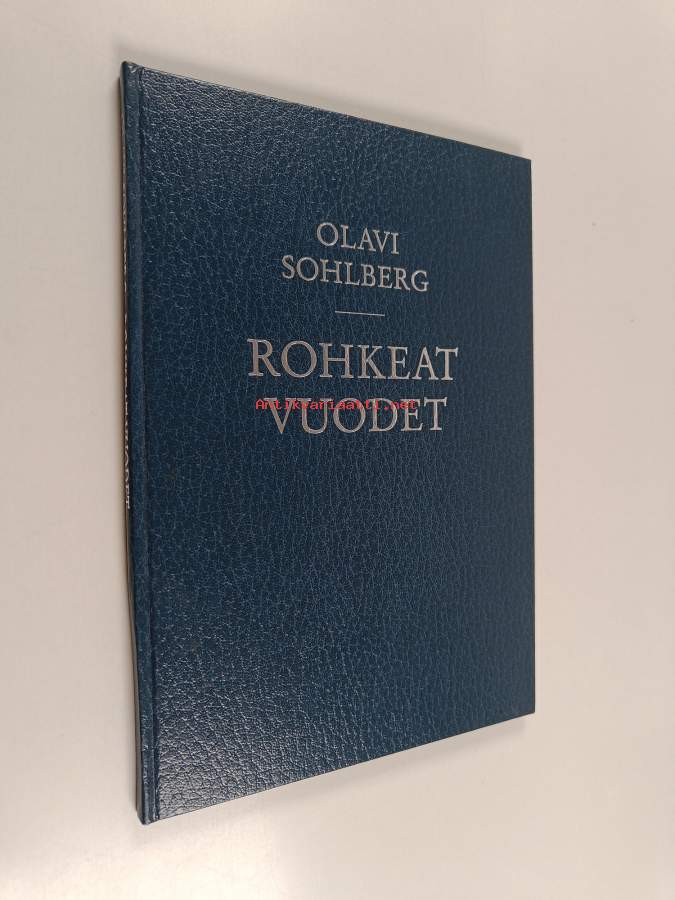 OLAVI
SOHLBERG
ROHKEAT
Antikvariaatti.net
VUODET